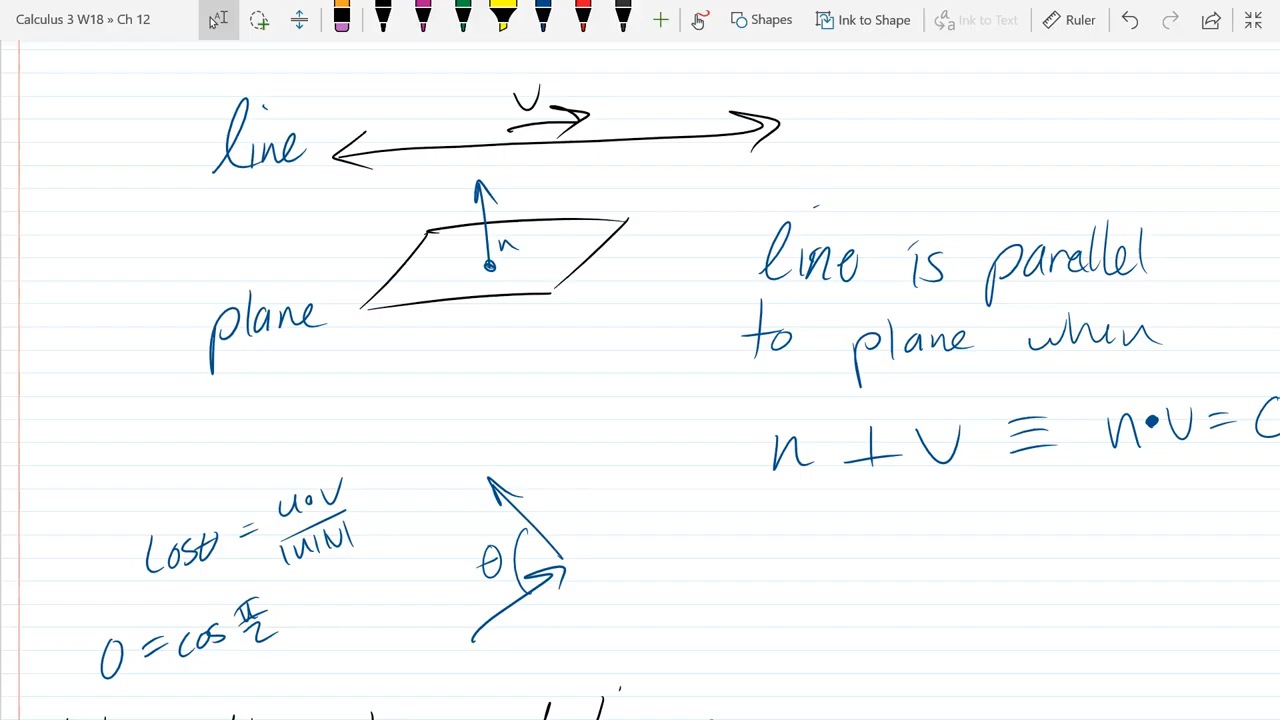 Calculus 3 W18 » Ch 12
Shapes
Ink to Shape
Ink to Text
Ruler
line
v
n
plane
line is parallel
to plane when
n ⊥ v ≡ n•v = 0
cosθ = u•v / |u||v|
θ
0 = cos π/2